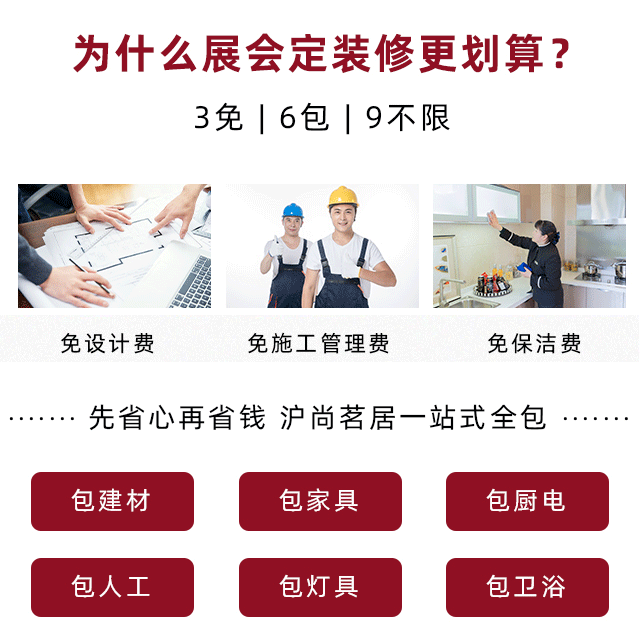 为什么展会定装修更划算？
3免 | 6包 | 9不限
免设计费 免施工管理费 免保洁费
先省心再省钱 沪尚茗居一站式全包
包建材 包家具 包厨电
包人工 包灯具 包卫浴